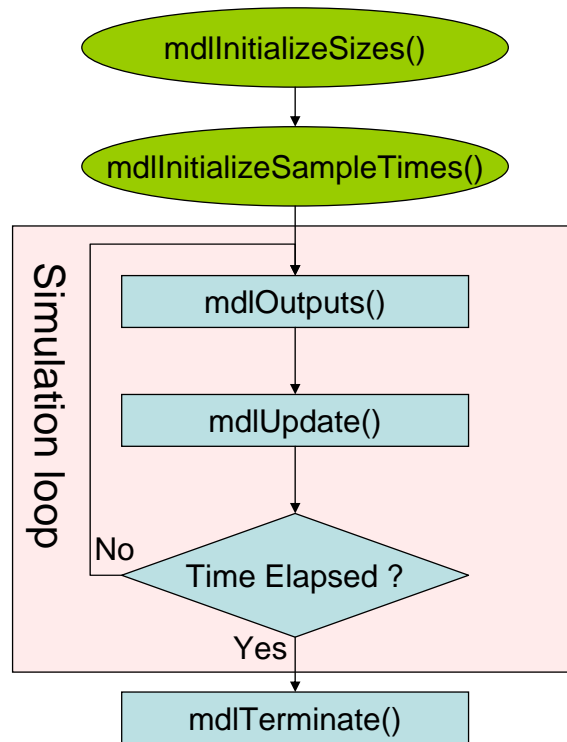 mdlInitializeSizes()
mdlInitializeSampleTimes()
Simulation loop
mdlOutputs()
mdlUpdate()
Time Elapsed ?
No
Yes
mdlTerminate()